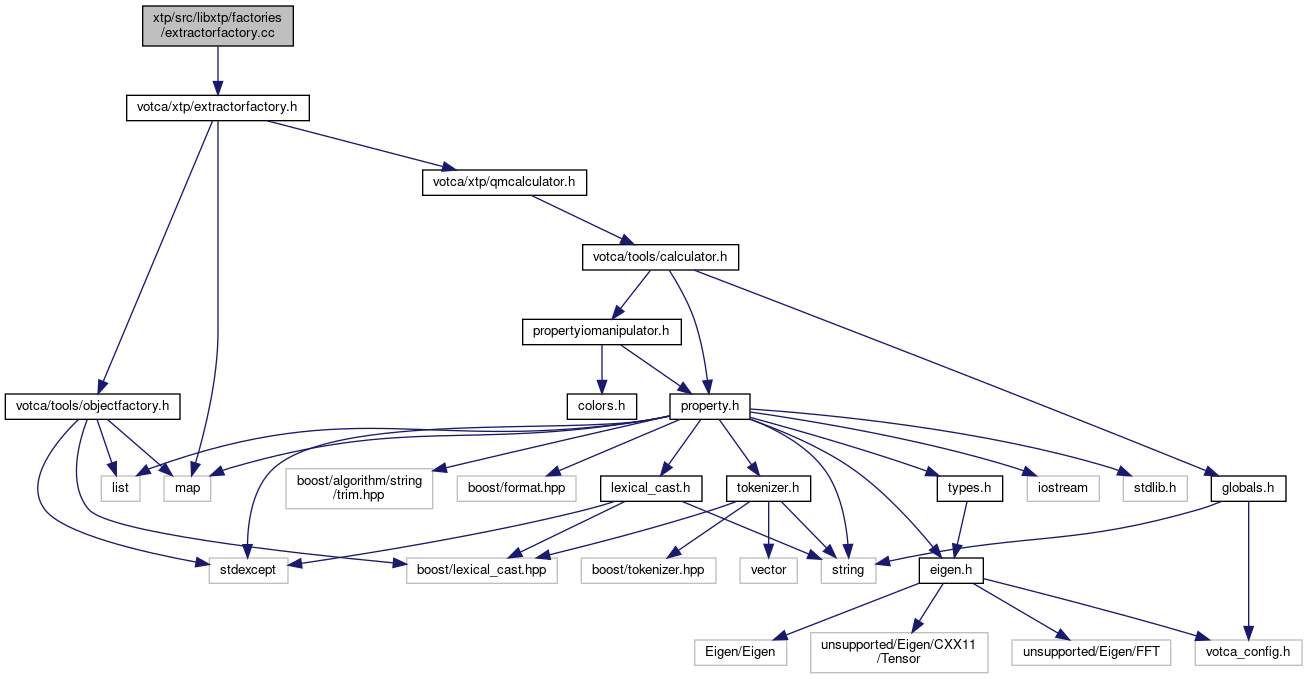 xtp/src/libxtp/factories
/extractorfactory.cc
votca/xtp/extractorfactory.h
votca/xtp/qmcalculator.h
votca/tools/calculator.h
propertyiomanipulator.h
votca/tools/objectfactory.h
colors.h
property.h
list
map
boost/algorithm/string
/trim.hpp
boost/format.hpp
lexical_cast.h
tokenizer.h
types.h
iostream
stdlib.h
globals.h
stdexcept
boost/lexical_cast.hpp
boost/tokenizer.hpp
vector
string
eigen.h
Eigen/Eigen
unsupported/Eigen/CXX11
/Tensor
unsupported/Eigen/FFT
votca_config.h